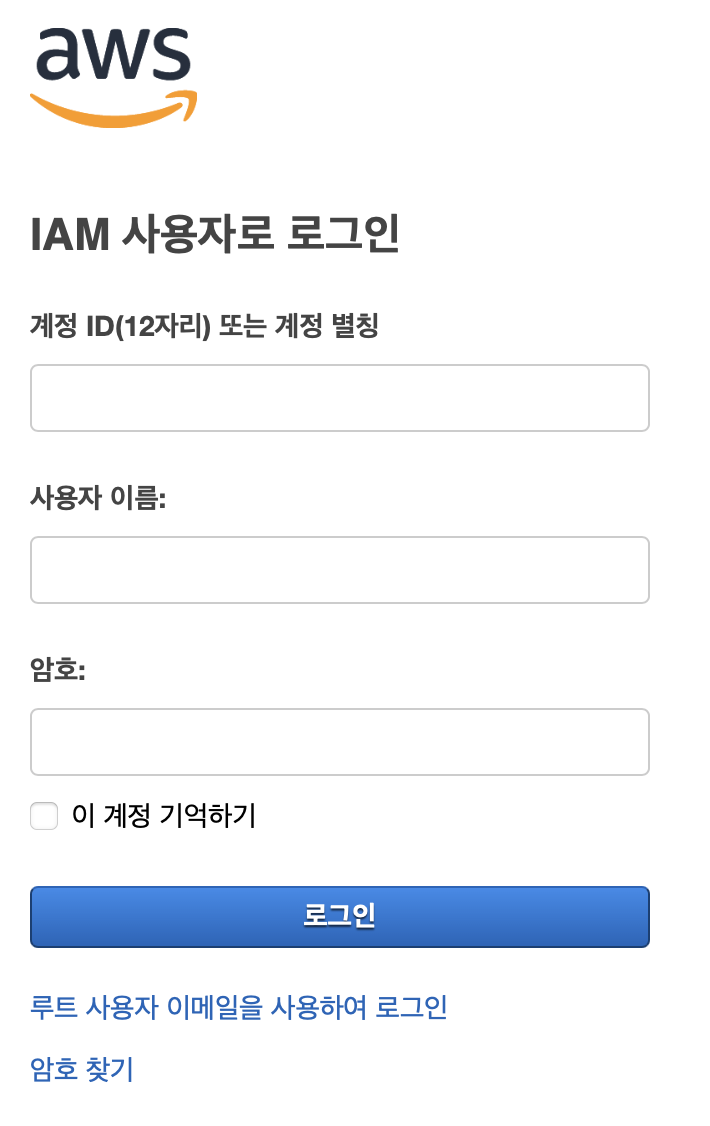 aws
IAM 사용자로 로그인
계정 ID(12자리) 또는 계정 별칭
사용자 이름:
암호:
이 계정 기억하기
로그인
루트 사용자 이메일을 사용하여 로그인
암호 찾기